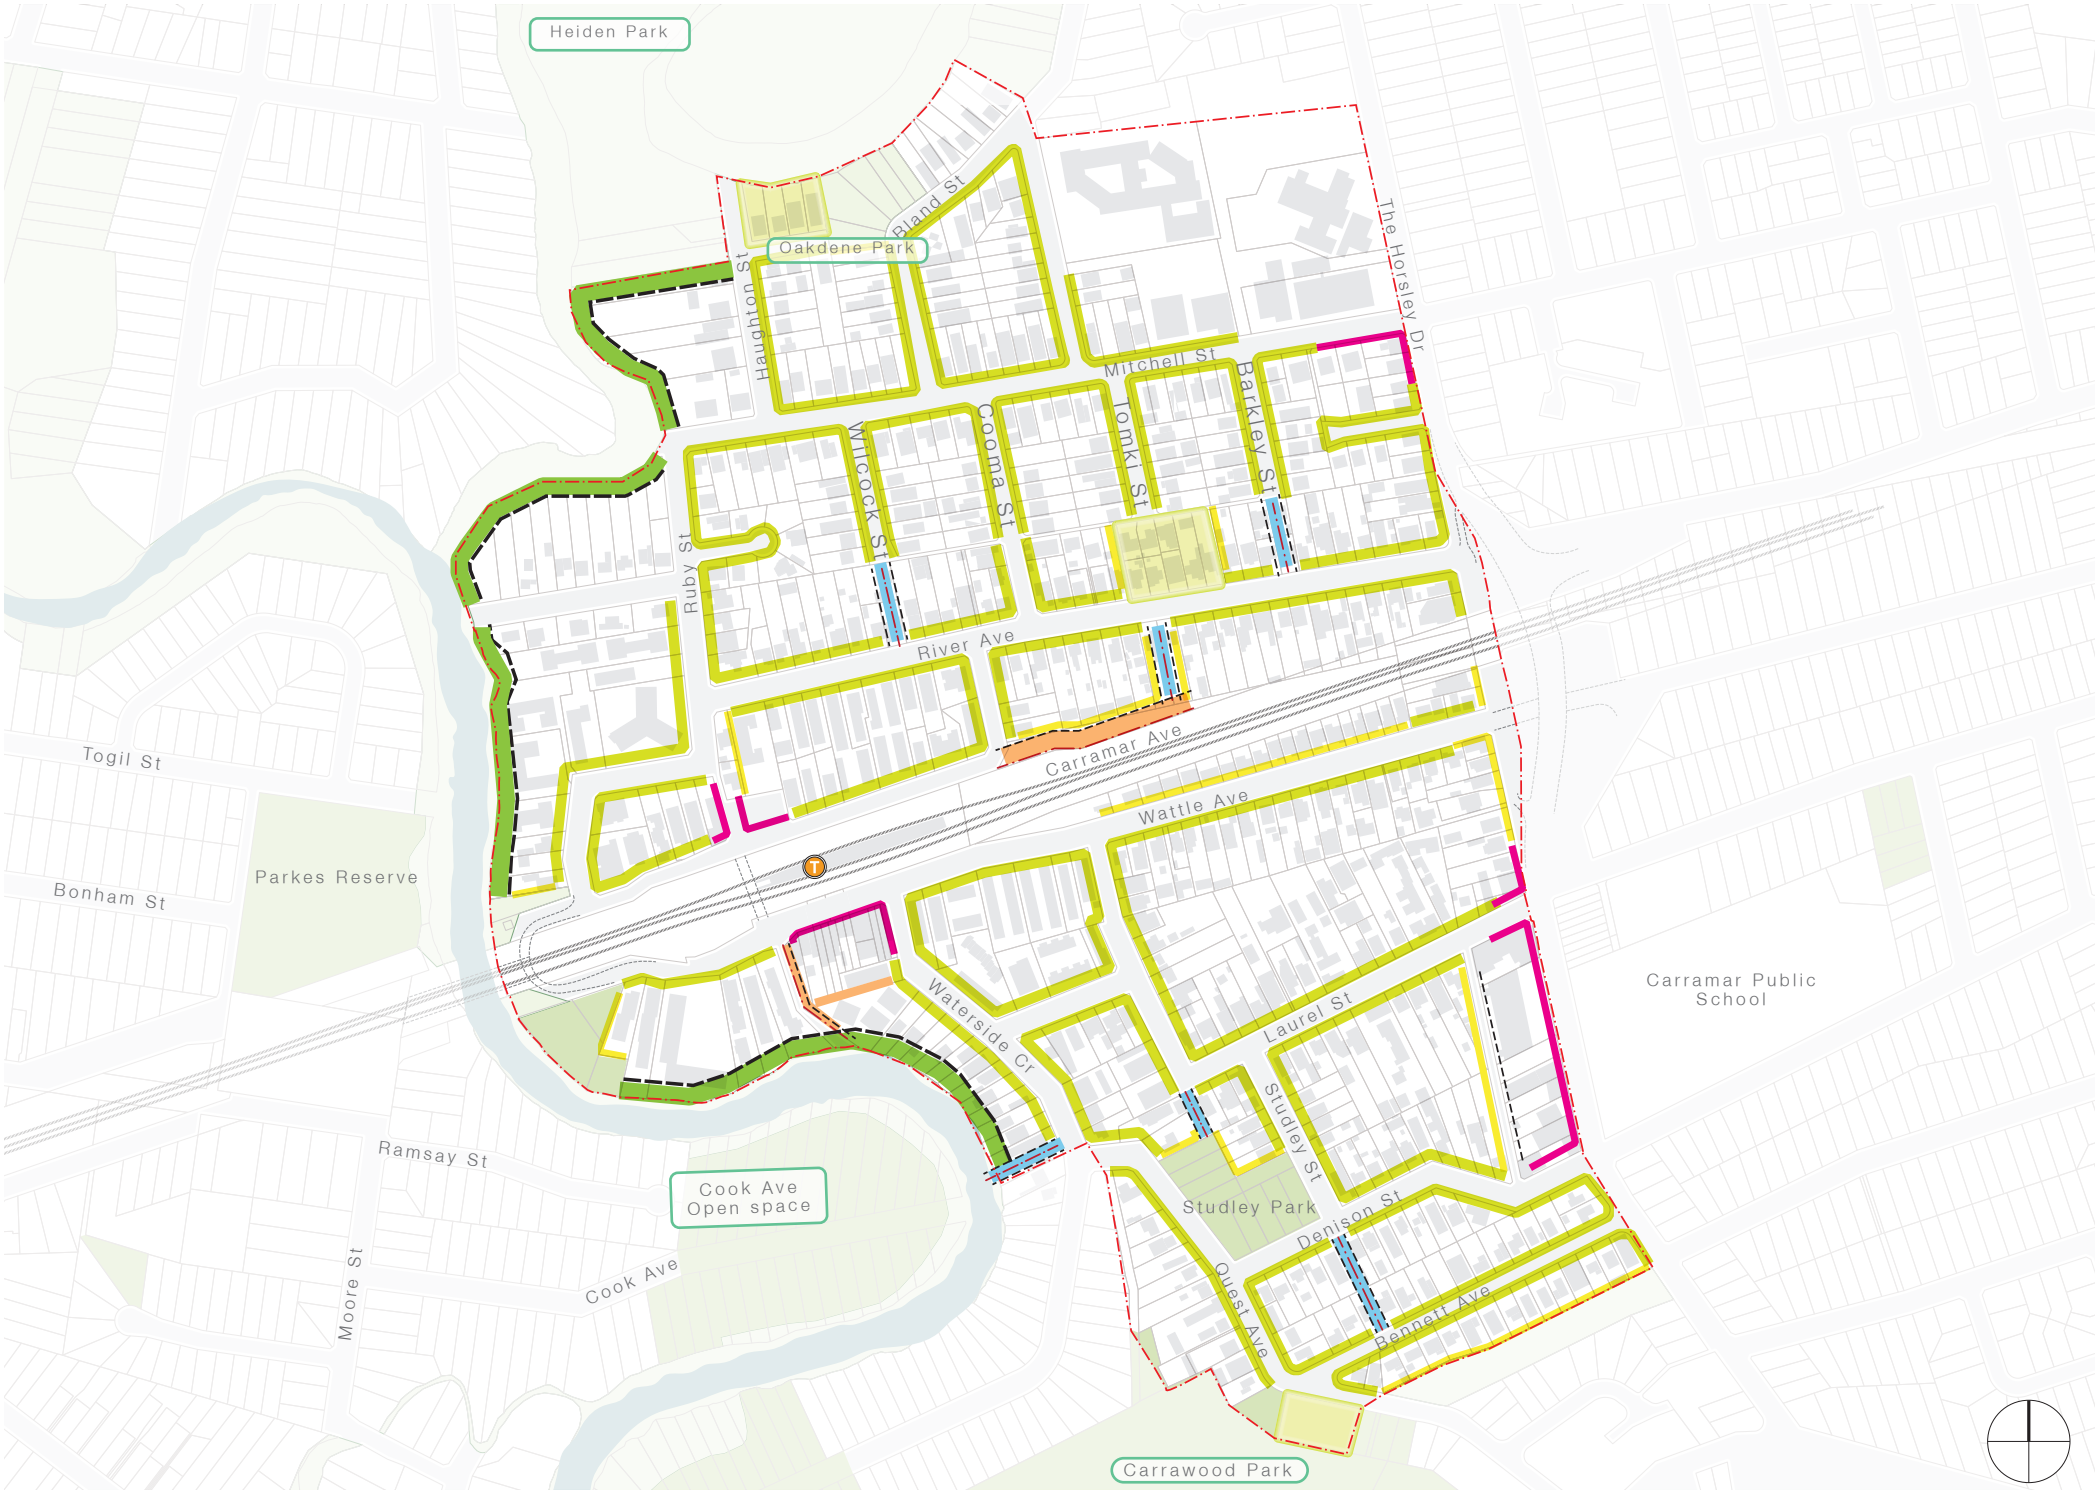 Heiden Park
Bland St
Oakdene Park
Haughton St
The Horsley Dr
Mitchell St
Barkley St
Tomki St
Cooma St
Wilcock St
Ruby St
River Ave
Carramar Ave
Wattle Ave
Togil St
Bonham St
Parkes Reserve
T
Waterside Cr
Laurel St
Carramar Public
School
Studley St
Ramsay St
Cook Ave
Open space
Studley Park
Denison St
Moore St
Cook Ave
Quest Ave
Bennett Ave
Carrawood Park